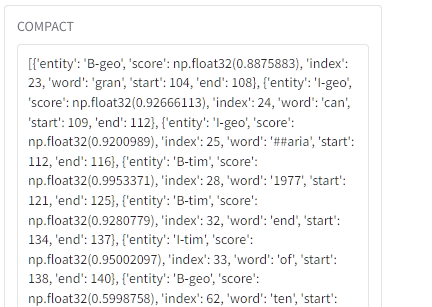 COMPACT
[{'entity': 'B-geo', 'score': np.float32(0.8875883), 'index':
23, 'word': 'gran', 'start': 104, 'end': 108}, {'entity': 'I-geo',
'score': np.float32(0.92666113), 'index': 24, 'word': 'can',
'start': 109, 'end': 112}, {'entity': 'I-geo', 'score':
np.float32(0.9200989), 'index': 25, 'word': '##aria', 'start':
112, 'end': 116}, {'entity': 'B-tim', 'score':
np.float32(0.9953371), 'index': 28, 'word': '1977', 'start':
121, 'end': 125}, {'entity': 'B-tim', 'score':
np.float32(0.9280779), 'index': 32, 'word': 'end', 'start':
134, 'end': 137}, {'entity': 'I-tim', 'score':
np.float32(0.95002097), 'index': 33, 'word': 'of', 'start':
138, 'end': 140}, {'entity': 'B-geo', 'score':
np.float32(0.5998758), 'index': 62, 'word': 'ten', 'start':